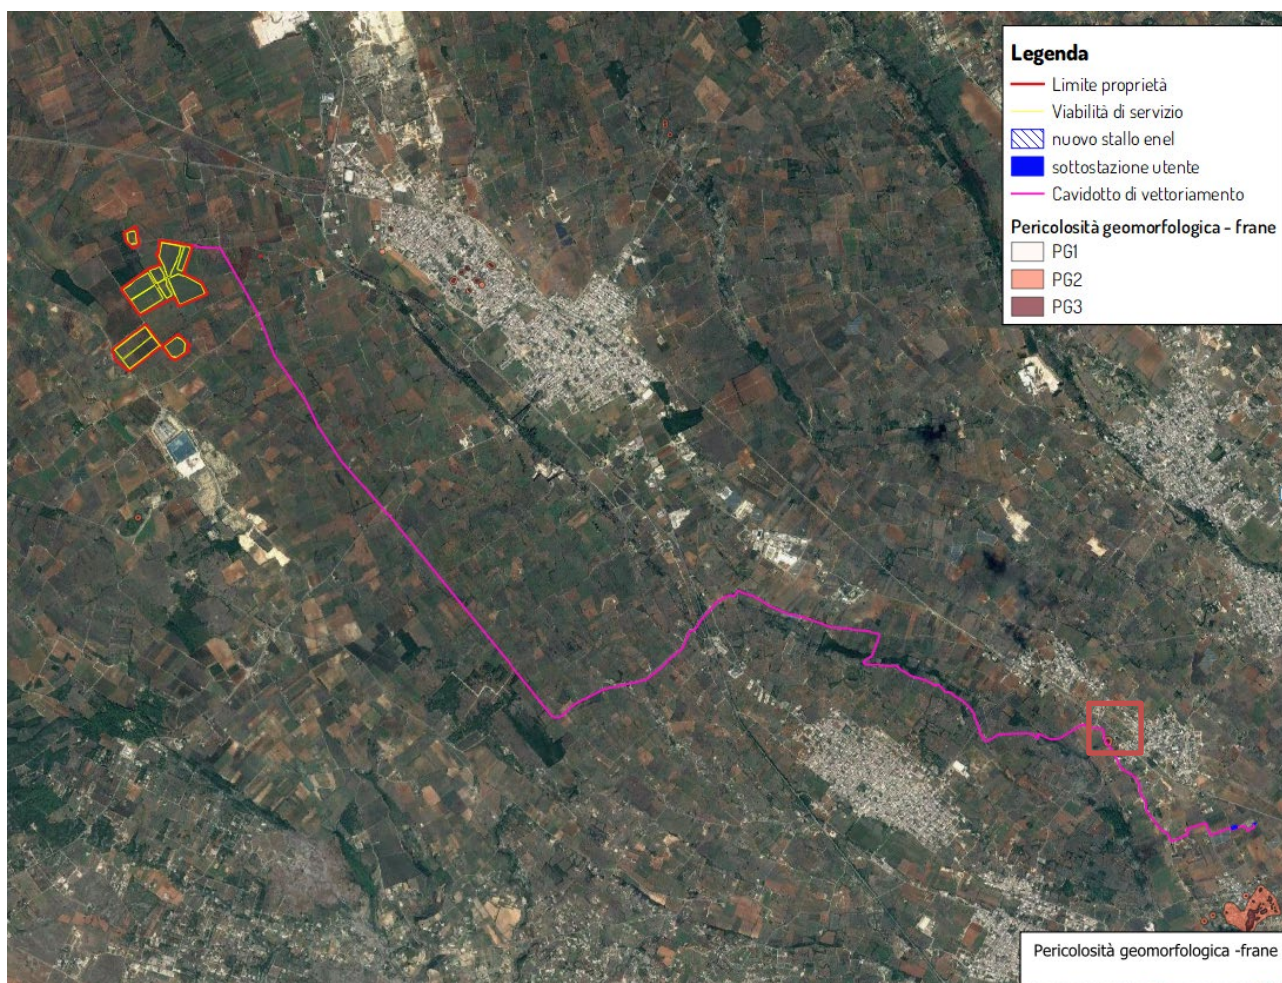 Legenda
Limite proprietà
Viabilità di servizio
nuovo stallo enel
sottostazione utente
Cavidotto di vettoriamento
Pericolosità geomorfologica - frane
PG1
PG2
PG3
Pericolosità geomorfologica -frane